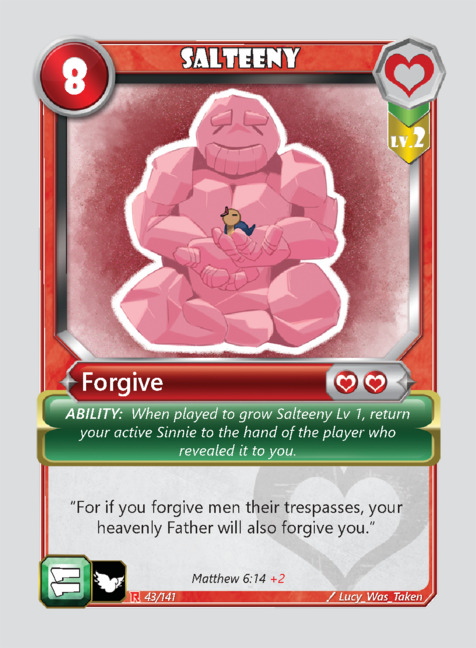 SALTEENY
8
LV.2
Forgive
ABILITY: When played to grow Salteeny Lv 1, return
your active Sinnie to the hand of the player who
revealed it to you.
“For if you forgive men their trespasses, your
heavenly Father will also forgive you.”
Matthew 6:14 +2
11
R 43/141
Lucy_Was_Taken